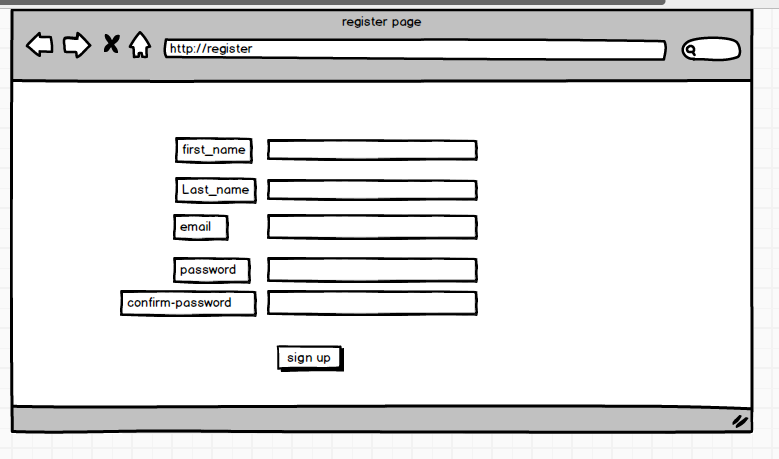 register page
http://register
first_name
Last_name
email
password
confirm-password
sign up